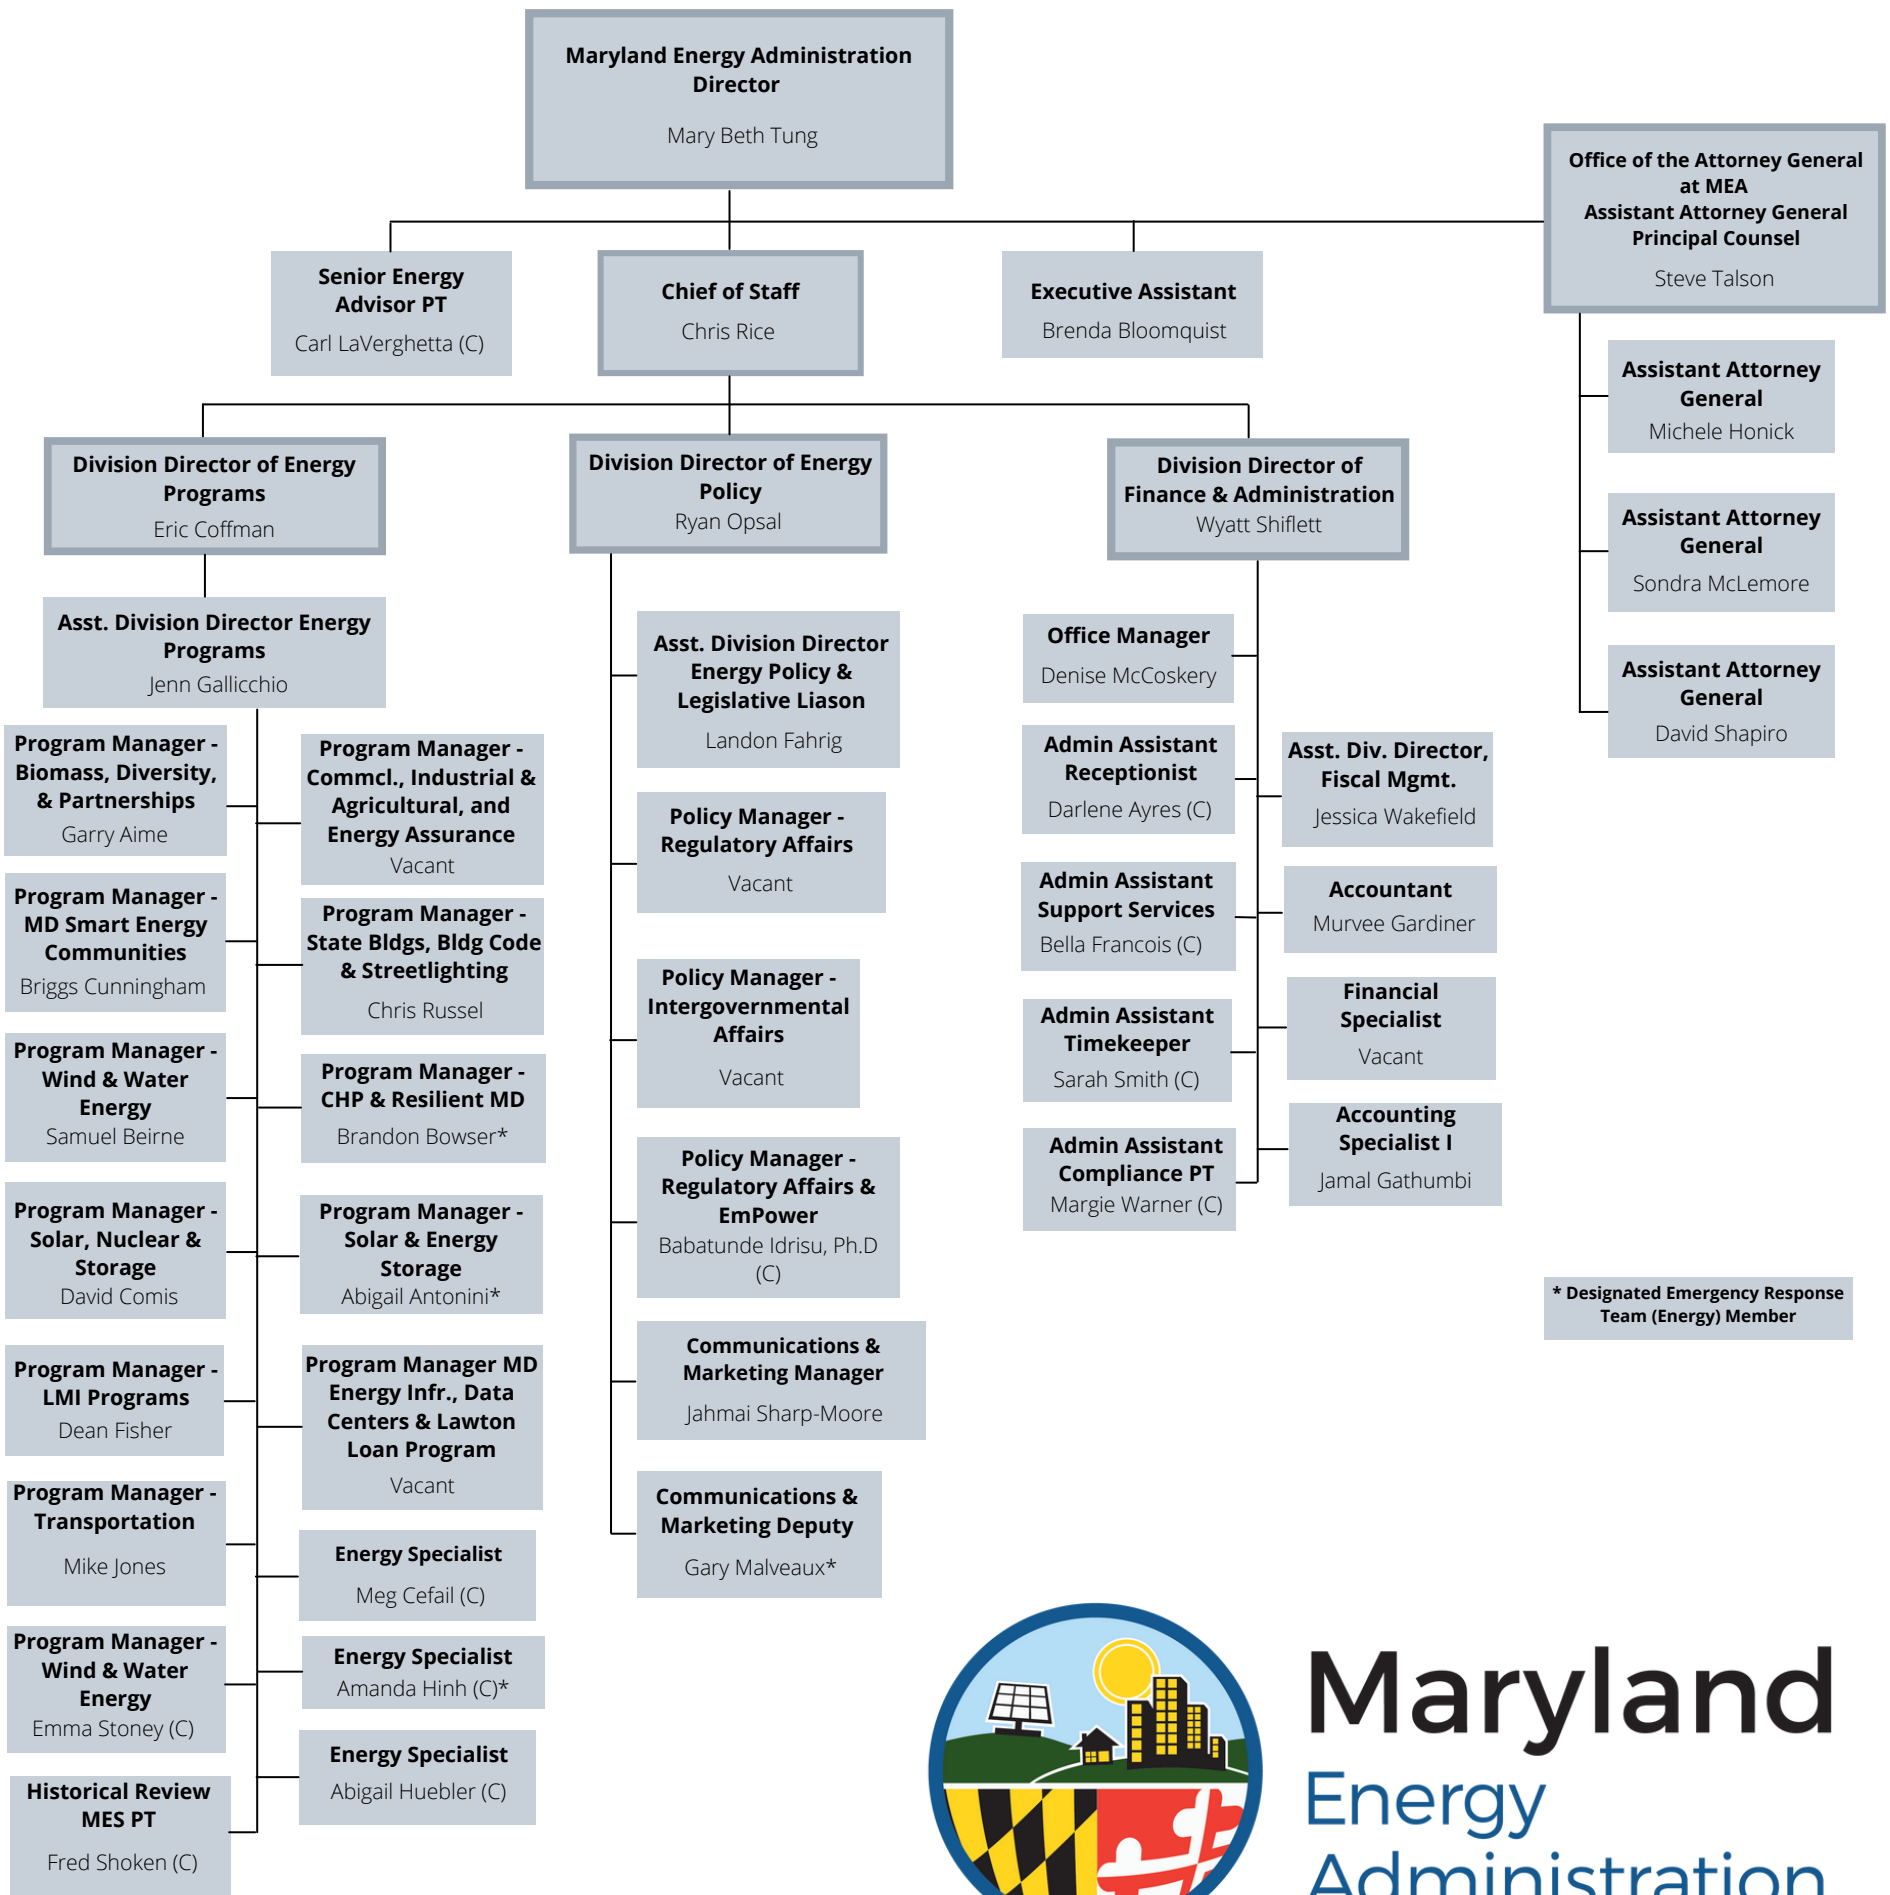 Maryland Energy Administration
Director
Mary Beth Tung
Office of the Attorney General
at MEA
Assistant Attorney General
Principal Counsel
Steve Talson
Senior Energy
Advisor PT
Carl LaVerghetta (C)
Chief of Staff
Chris Rice
Executive Assistant
Brenda Bloomquist
Assistant Attorney
General
Michele Honick
Assistant Attorney
General
Sondra McLemore
Assistant Attorney
General
David Shapiro
Division Director of Energy
Programs
Eric Coffman
Division Director of Energy
Policy
Ryan Opsal
Division Director of
Finance & Administration
Wyatt Shiflett
Asst. Division Director Energy
Programs
Jenn Gallicchio
Program Manager -
Biomass, Diversity,
& Partnerships
Garry Aime
Program Manager -
MD Smart Energy
Communities
Briggs Cunningham
Program Manager -
Wind & Water
Energy
Samuel Beirne
Program Manager -
Solar, Nuclear &
Storage
David Comis
Program Manager -
LMI Programs
Dean Fisher
Program Manager -
Transportation
Mike Jones
Program Manager -
Wind & Water
Energy
Emma Stoney (C)
Historical Review
MES PT
Fred Shoken (C)
Program Manager -
Commcl., Industrial &
Agricultural, and
Energy Assurance
Vacant
Program Manager -
State Bldgs, Bldg Code
& Streetlighting
Chris Russel
Program Manager -
CHP & Resilient MD
Brandon Bowser*
Program Manager -
Solar & Energy
Storage
Abigail Antonini*
Program Manager MD
Energy Infr., Data
Centers & Lawton
Loan Program
Vacant
Energy Specialist
Meg Cefail (C)
Energy Specialist
Amanda Hinh (C)*
Energy Specialist
Abigail Huebler (C)
Asst. Division Director
Energy Policy &
Legislative Liason
Landon Fahrig
Policy Manager -
Regulatory Affairs
Vacant
Policy Manager -
Intergovernmental
Affairs
Vacant
Policy Manager -
Regulatory Affairs &
EmPower
Babatunde Idrisu, Ph.D
(C)
Communications &
Marketing Manager
Jahmai Sharp-Moore
Communications &
Marketing Deputy
Gary Malveaux*
Office Manager
Denise McCoskery
Admin Assistant
Receptionist
Darlene Ayres (C)
Admin Assistant
Support Services
Bella Francois (C)
Admin Assistant
Timekeeper
Sarah Smith (C)
Admin Assistant
Compliance PT
Margie Warner (C)
Asst. Div. Director,
Fiscal Mgmt.
Jessica Wakefield
Accountant
Murvee Gardiner
Financial
Specialist
Vacant
Accounting
Specialist I
Jamal Gathumbi
* Designated Emergency Response
Team (Energy) Member
Maryland
Energy
Administration